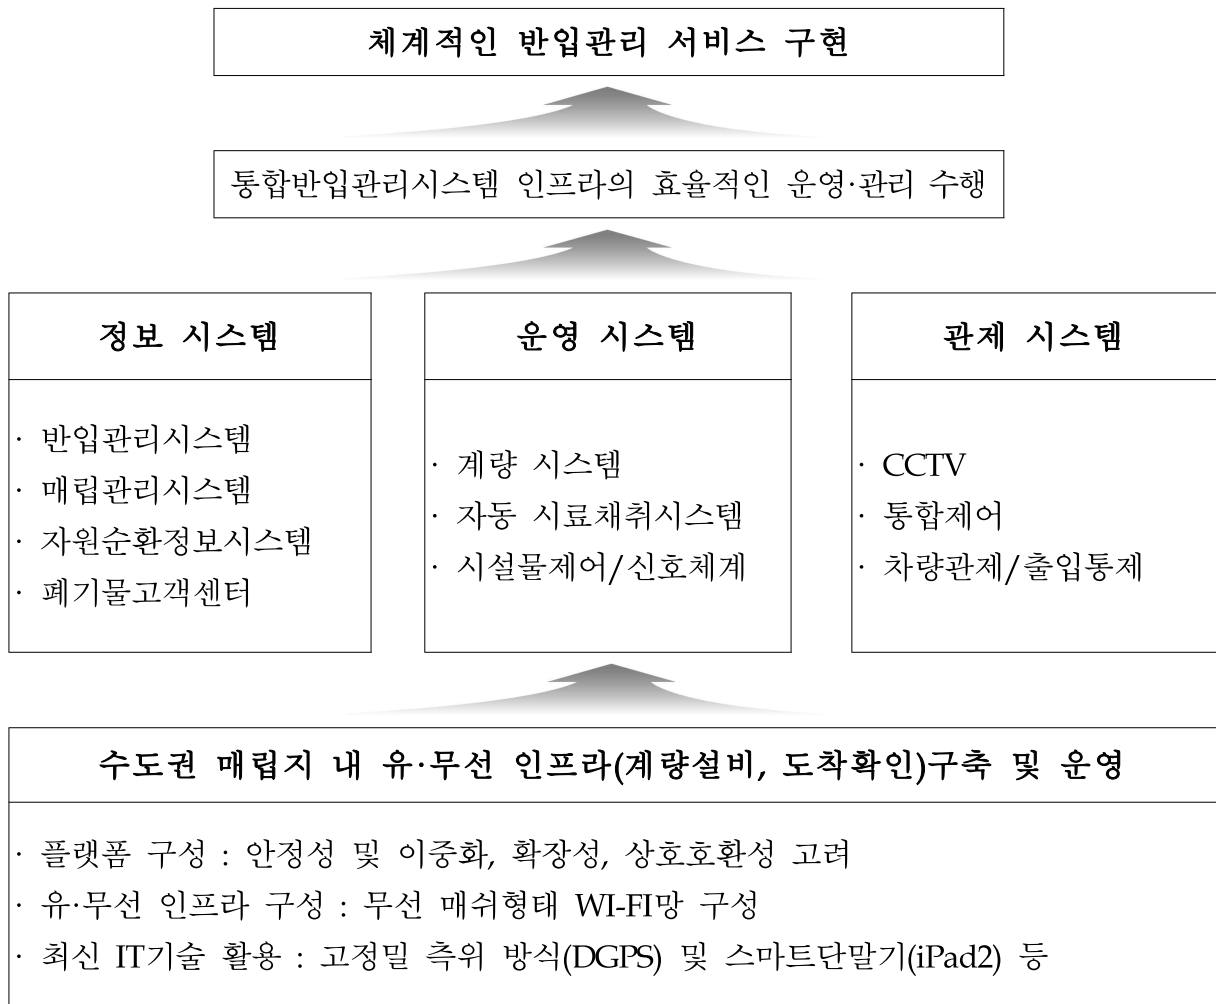 체계적인 반입관리 서비스 구현
통합반입관리시스템 인프라의 효율적인 운영·관리 수행
정보 시스템
· 반입관리시스템
· 매립관리시스템
· 자원순환정보시스템
· 폐기물고객센터
운영 시스템
· 계량 시스템
· 자동 시료채취시스템
· 시설물제어/신호체계
관제 시스템
· CCTV
· 통합제어
· 차량관제/출입통제
수도권 매립지 내 유·무선 인프라(계량설비, 도착확인)구축 및 운영
· 플랫폼 구성 : 안정성 및 이중화, 확장성, 상호호환성 고려
· 유·무선 인프라 구성 : 무선 매쉬형태 WI-FI망 구성
· 최신 IT기술 활용 : 고정밀 측위 방식(DGPS) 및 스마트단말기(iPad2) 등